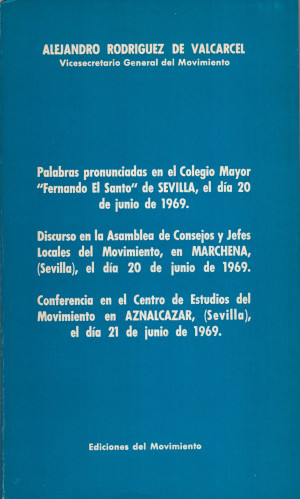 ALEJANDRO RODRIGUEZ DE VALCARCEL
Vicesecretario General del Movimiento
Palabras pronunciadas en el Colegio Mayor
"Fernando El Santo" de SEVILLA, el día 20
de junio de 1969.
Discurso en la Asamblea de Consejos y Jefes
Locales del Movimiento, en MARCHENA,
(Sevilla), el día 20 de junio de 1969.
Conferencia en el Centro de Estudios del
Movimiento en AZNALCAZAR, (Sevilla),
el día 21 de junio de 1969.
Ediciones del Movimiento